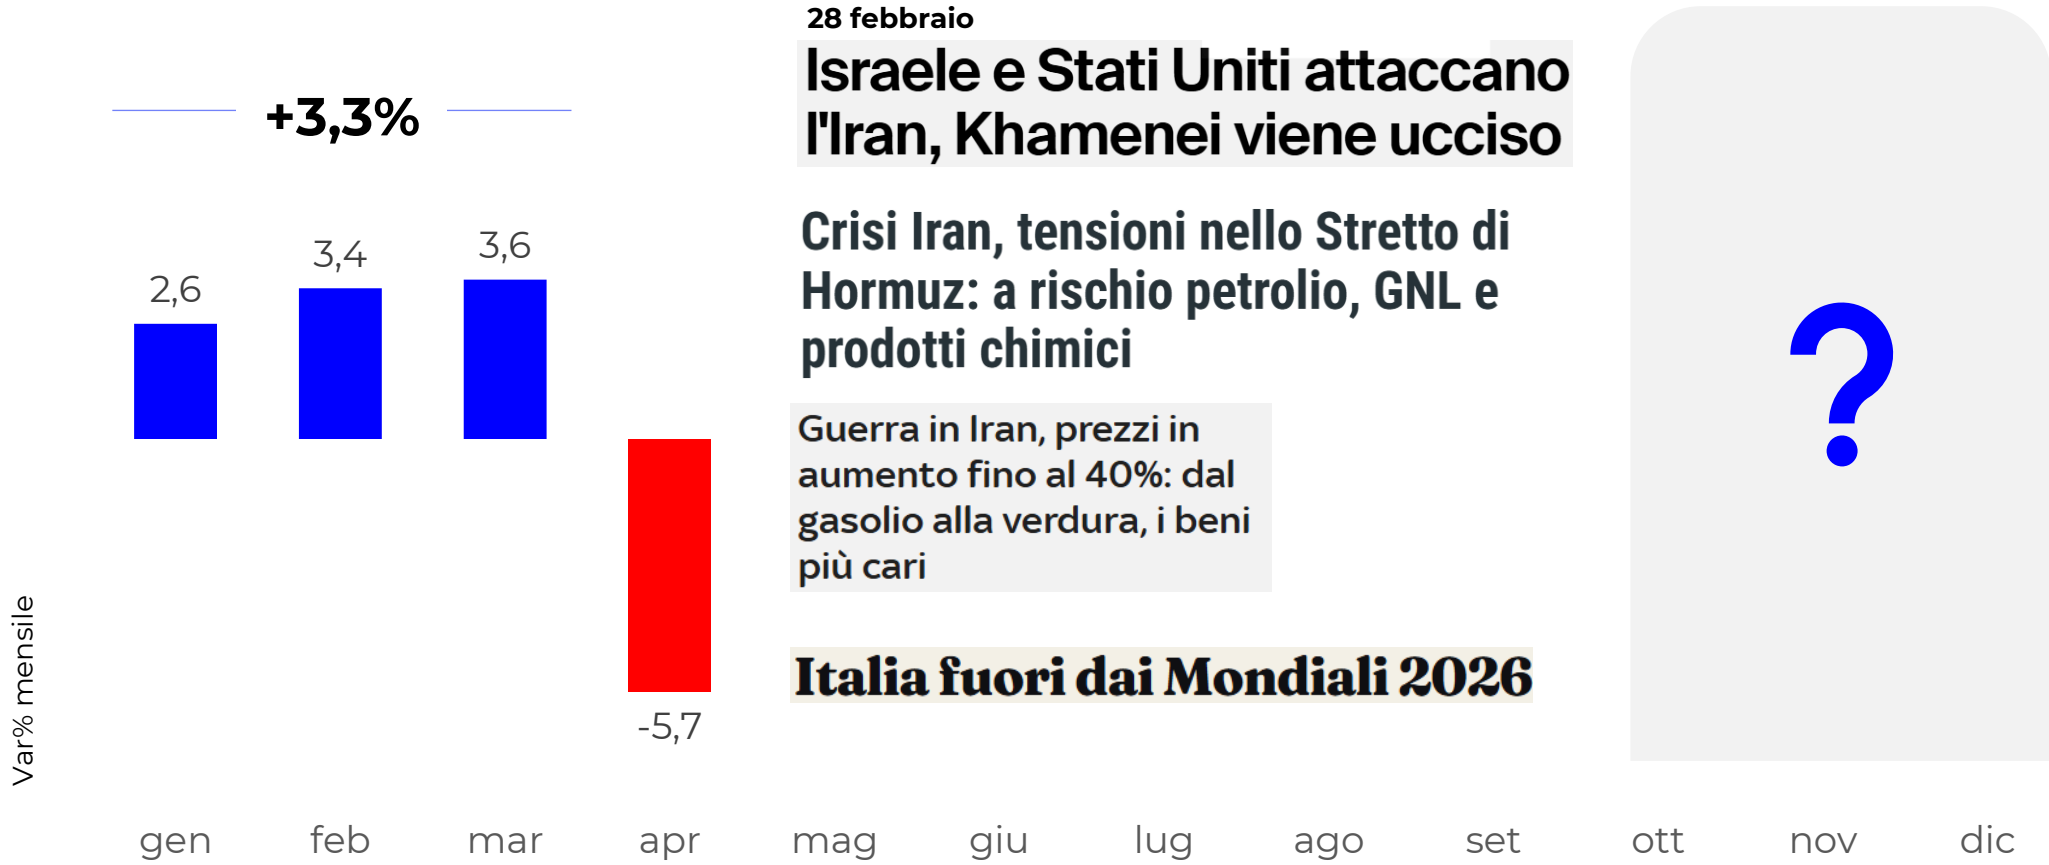 28 febbraio
Israele e Stati Uniti attaccano
l'Iran, Khamenei viene ucciso
+3,3%
Crisi Iran, tensioni nello Stretto di
Hormuz: a rischio petrolio, GNL e
prodotti chimici
2,6
3,4
3,6
-5,7
Guerra in Iran, prezzi in
aumento fino al 40%: dal
gasolio alla verdura, i beni
più cari
Italia fuori dai Mondiali 2026
?
Var% mensile
gen feb mar apr mag giu lug ago set ott nov dic